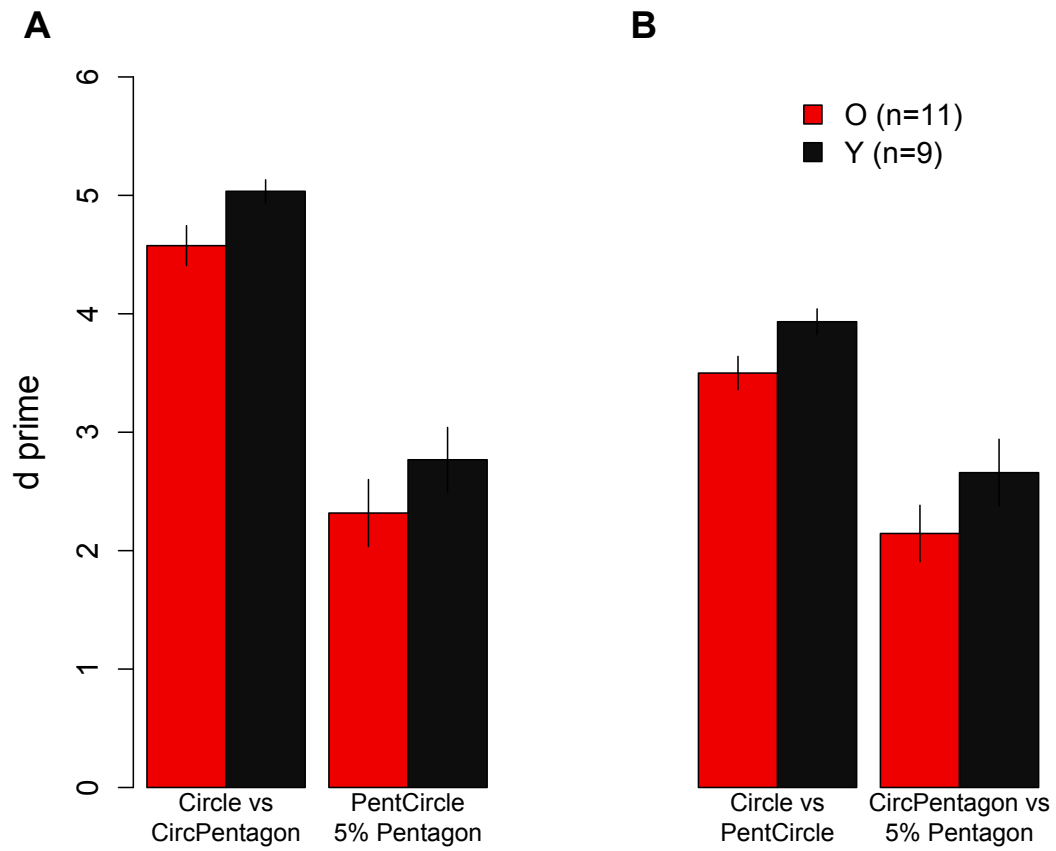 A
B
6
5
4
3
2
1
0
d prime
O (n=11)
Y (n=9)
Circle vs
CircPentagon
PentCircle
5% Pentagon
Circle vs
PentCircle
CircPentagon vs
5% Pentagon